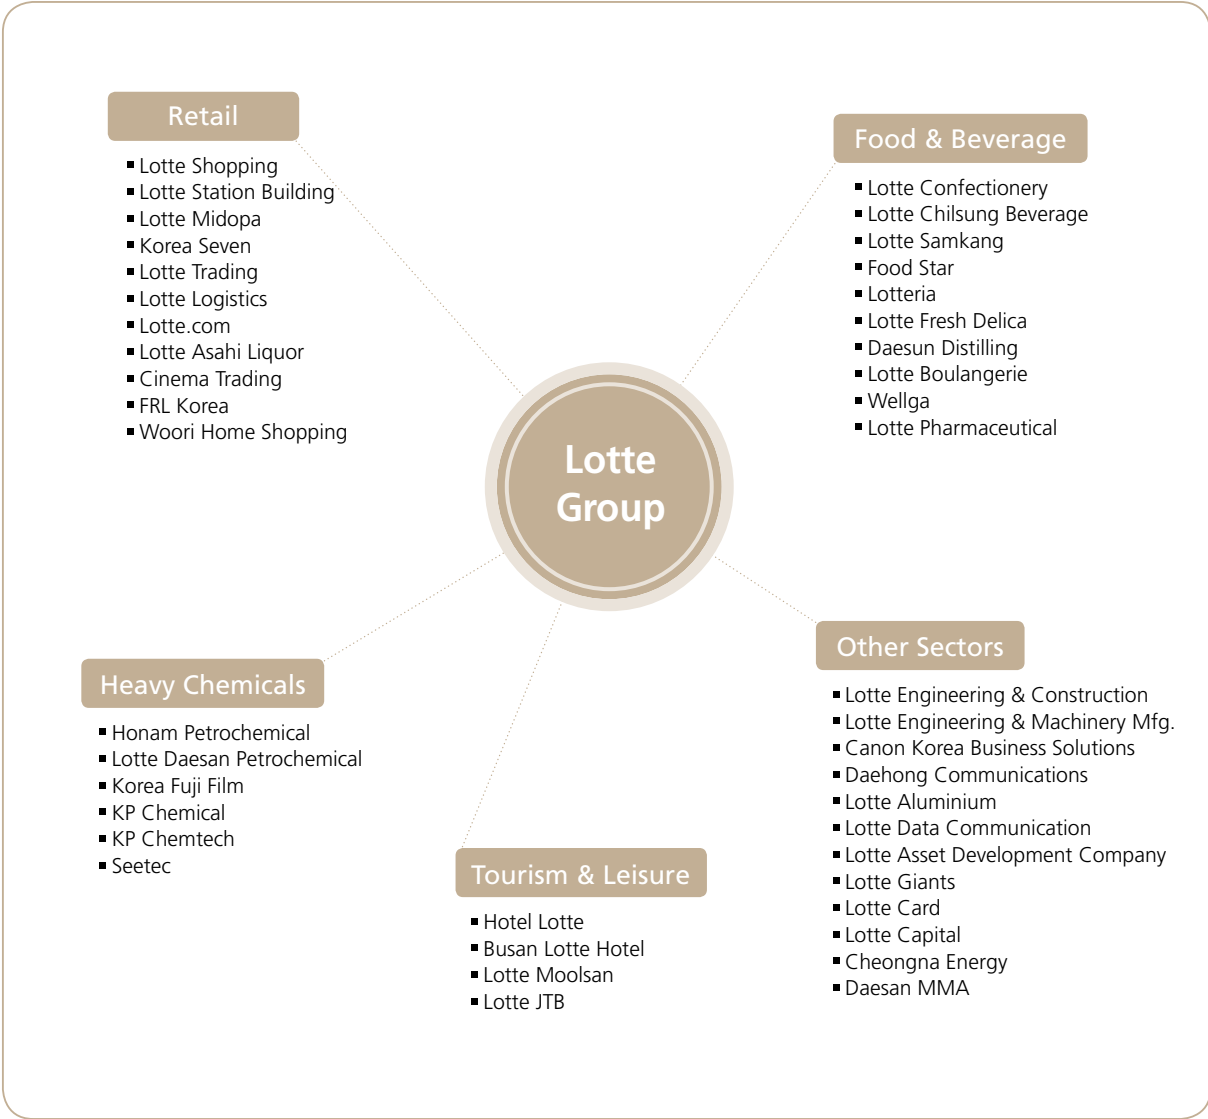 Retail
Lotte Shopping
Lotte Station Building
Lotte Midopa
Korea Seven
Lotte Trading
Lotte Logistics
Lotte.com
Lotte Asahi Liquor
Cinema Trading
FRL Korea
Woori Home Shopping
Food & Beverage
Lotte Confectionery
Lotte Chilsung Beverage
Lotte Samkang
Food Star
Lotteria
Lotte Fresh Delica
Daesun Distilling
Lotte Boulangerie
Wellga
Lotte Pharmaceutical
Lotte
Group
Heavy Chemicals
Honam Petrochemical
Lotte Daesan Petrochemical
Korea Fuji Film
KP Chemical
KP Chemtech
Seetec
Tourism & Leisure
Hotel Lotte
Busan Lotte Hotel
Lotte Moolsan
Lotte JTB
Other Sectors
Lotte Engineering & Construction
Lotte Engineering & Machinery Mfg.
Canon Korea Business Solutions
Daehong Communications
Lotte Aluminium
Lotte Data Communication
Lotte Asset Development Company
Lotte Giants
Lotte Card
Lotte Capital
Cheongna Energy
Daesan MMA